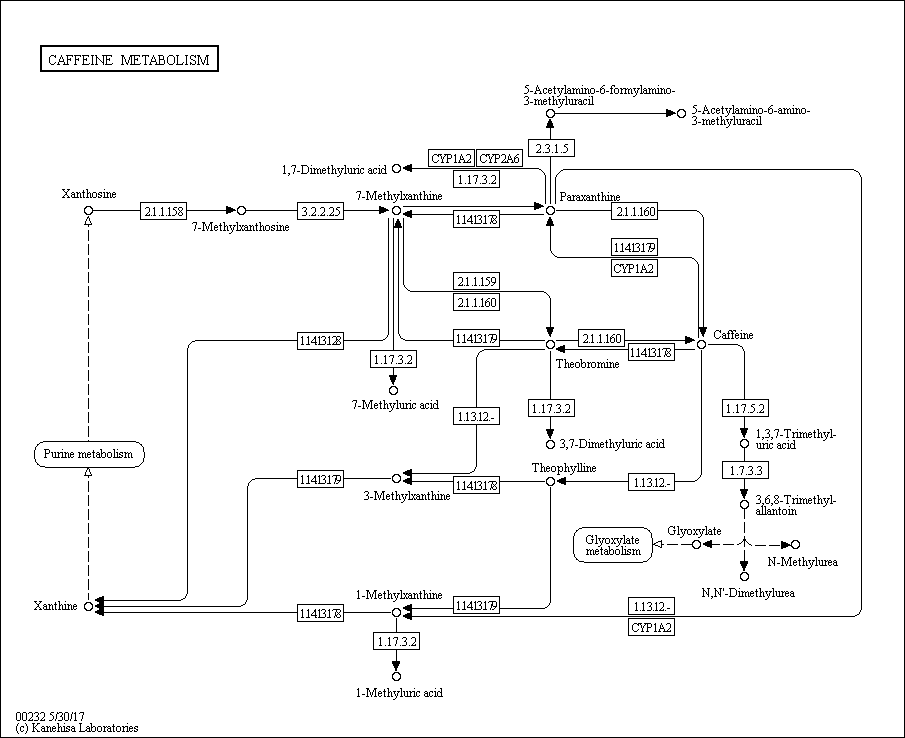 CAFFEINE METABOLISM
5-Acetylamino-6-formylamino-
3-methyluracil
5-Acetylamino-6-amino-
3-methyluracil
2.3.1.5
CYP1A2
CYP2A6
1,7-Dimethyluric acid
1.17.3.2
Xanthosine
7-Methylxanthine
Paraxanthine
2.1.1.158
3.2.2.25
2.1.1.160
7-Methylxanthosine
1.14.13.178
1.14.13.179
CYP1A2
2.1.1.159
2.1.1.160
1.14.13.128
1.14.13.179
2.1.1.160
Caffeine
1.14.13.178
1.17.3.2
Theobromine
7-Methyluric acid
1.13.12.-
1.17.3.2
1.17.5.2
3,7-Dimethyluric acid
1,3,7-Trimethyl-
uric acid
Purine metabolism
Theophylline
1.7.3.3
1.14.13.179
1.14.13.178
1.13.12.-
3-Methylxanthine
3,6,8-Trimethyl-
allantoin
Glyoxylate
Glyoxylate
metabolism
N-Methylurea
N,N'-Dimethylurea
Xanthine
1-Methylxanthine
1.14.13.179
1.13.12.-
1.14.13.178
CYP1A2
1.17.3.2
1-Methyluric acid
00232 5/30/17
(c) Kanehisa Laboratories